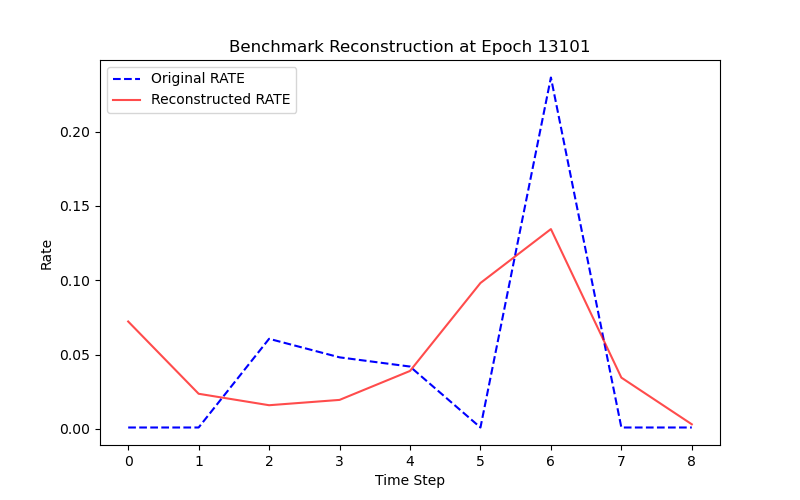 Benchmark Reconstruction at Epoch 13101
Original RATE
Reconstructed RATE
0.20
0.15
0.10
0.05
0.00
Rate
0 1 2 3 4 5 6 7 8
Time Step